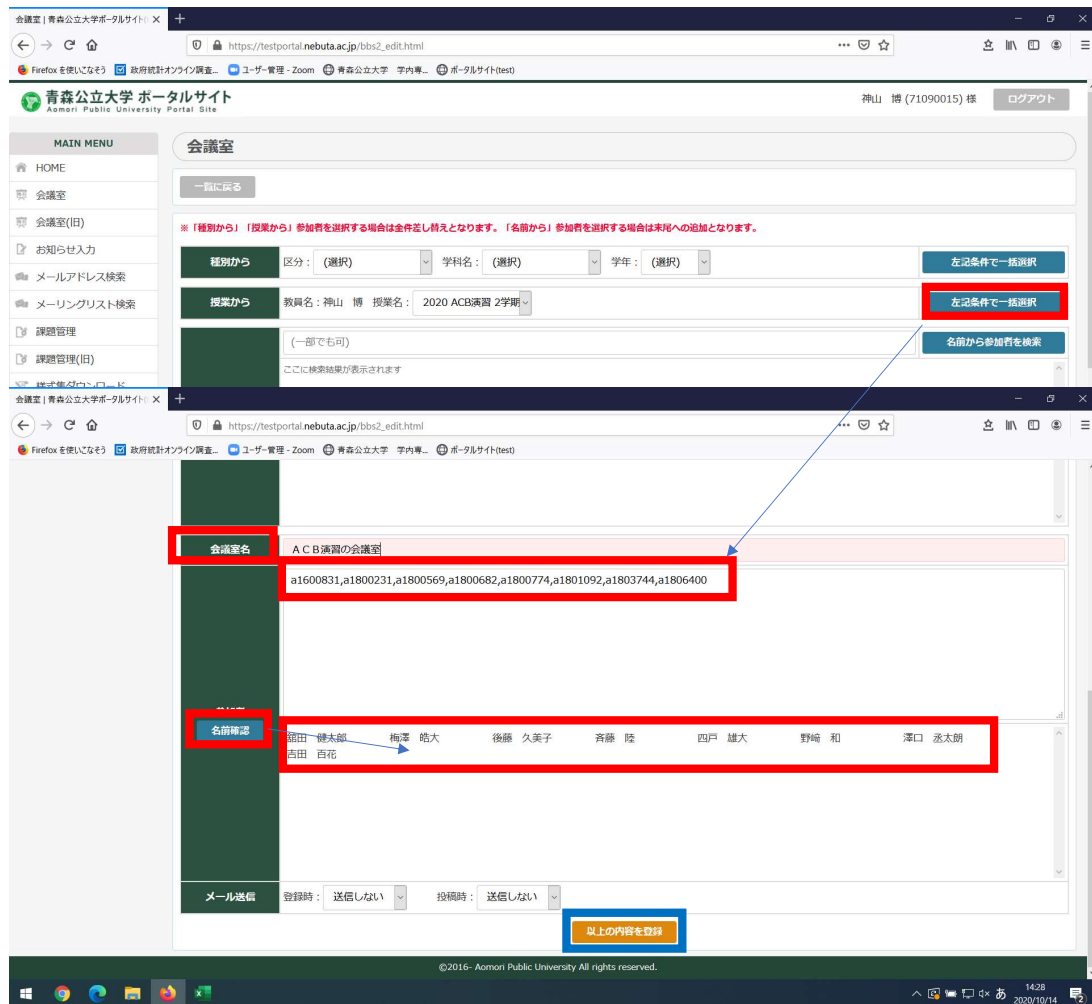 会議室 | 青森公立大学ポータルサイト(
https://testportal.nebuta.ac.jp/bbs2_edit.html
Firefox を使いこなそう 政府統計オンライン調査... ユーザー管理 - Zoom 青森公立大学 学内専... ポータルサイト(test)
青森公立大学 ポータルサイト
Aomori Public University Portal Site
神山 博 (71090015) 様 ログアウト
MAIN MENU
HOME
会議室
会議室(旧)
お知らせ入力
メールアドレス検索
メーリングリスト検索
課題管理
課題管理(旧)
様式集ダウンロード
会議室
一覧に戻る
※「種別から」「授業から」参加者を選択する場合は全件差し替えとなります。「名前から」参加者を選択する場合は末尾への追加となります。
種別から 区分： (選択) 学科名： (選択) 学年： (選択) 左記条件で一括選択
授業から 教員名：神山 博 授業名： 2020 ACB演習 2学期 左記条件で一括選択
(一部でも可) 名前から参加者を検索
ここに検索結果が表示されます
会議室 | 青森公立大学ポータルサイト(
https://testportal.nebuta.ac.jp/bbs2_edit.html
Firefox を使いこなそう 政府統計オンライン調査... ユーザー管理 - Zoom 青森公立大学 学内専... ポータルサイト(test)
会議室名 ＡＣＢ演習の会議室
a1600831,a1800231,a1800569,a1800682,a1800774,a1801092,a1803744,a1806400
名前確認
田 健太郎 梅澤 皓大 後藤 久美子 斉藤 陸 四戸 雄大 野崎 和 澤口 丞太朗
吉田 百花
メール送信 登録時： 送信しない 投稿時： 送信しない
以上の内容を登録
©2016- Aomori Public University All rights reserved.
あ 14:28
2020/10/14